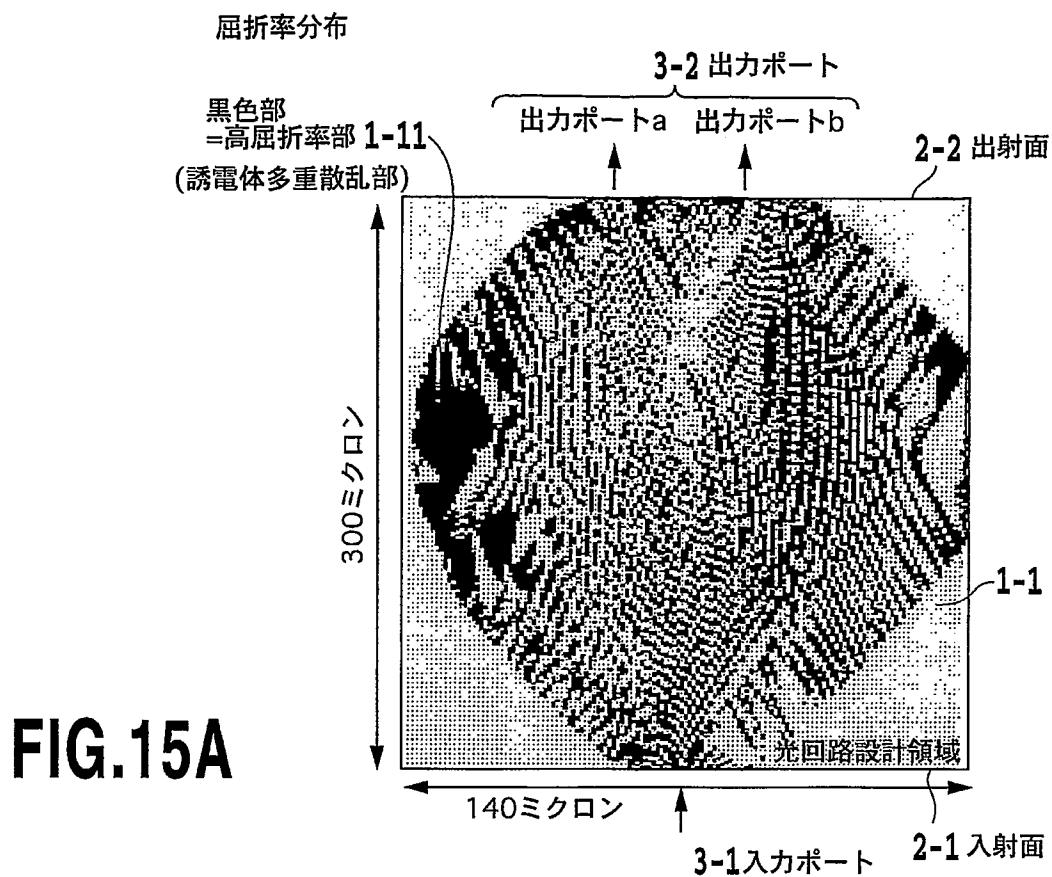 屈折率分布
3-2 出力ポート
黒色部
=高屈折率部 1-11
(誘電体多重散乱部)
出力ポートa 出力ポートb
2-2 出射面
300ミクロン
1-1
FIG.15A
光回路設計領域
140ミクロン
3-1入力ポート
2-1入射面